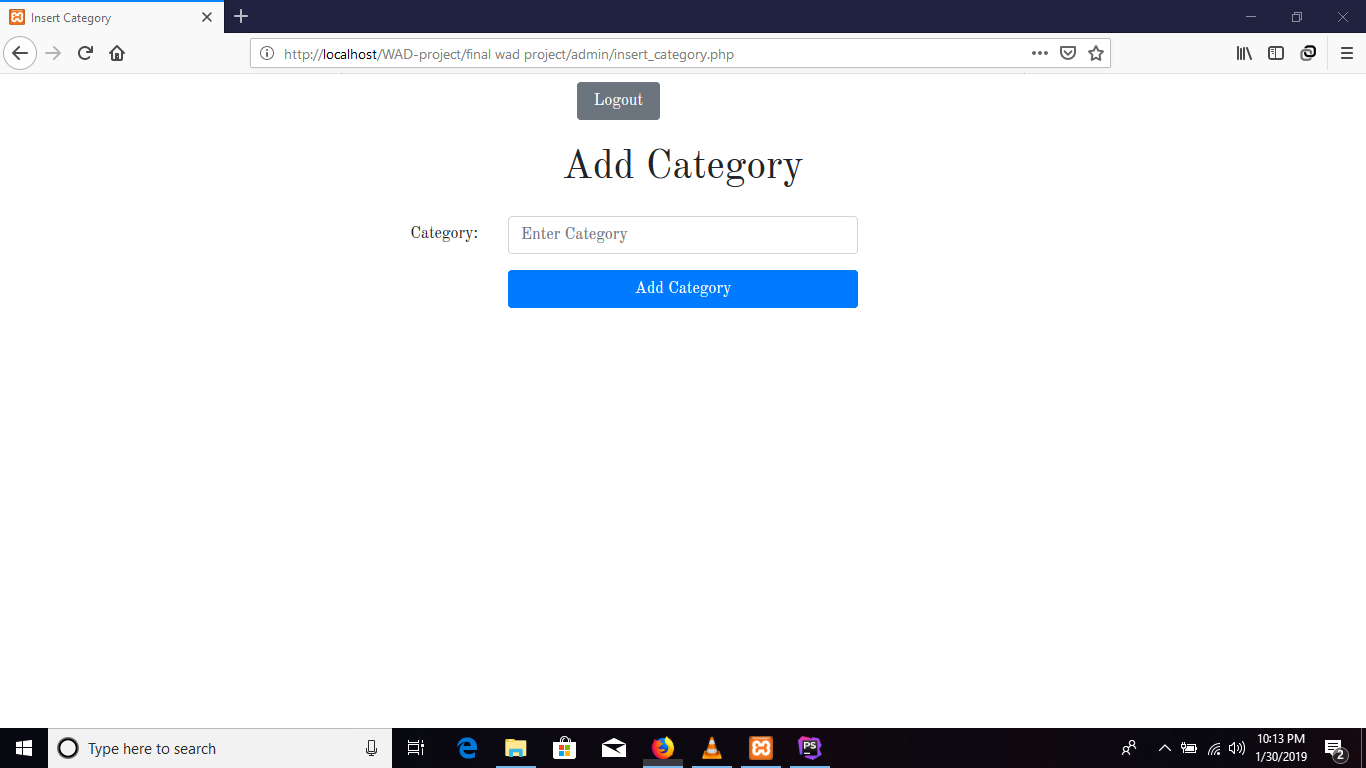 Insert Category
http://localhost/WAD-project/final wad project/admin/insert_category.php
Logout
Add Category
Category:
Enter Category
Add Category
Type here to search
PS
10:13 PM
1/30/2019
2